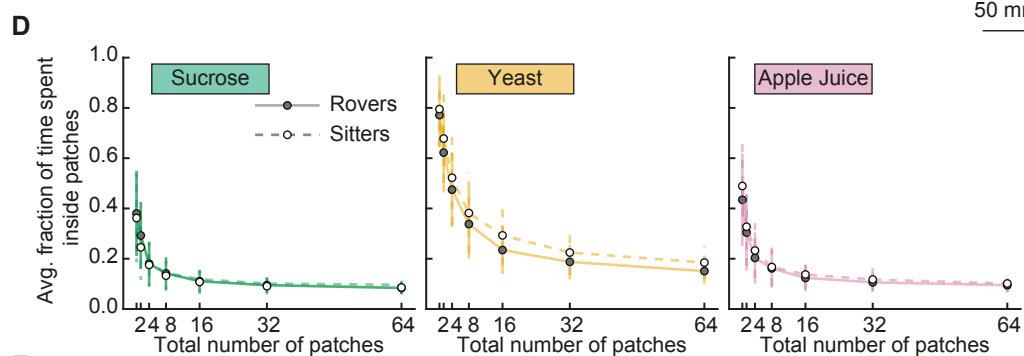 D
50 m
1.0
0.8
0.6
0.4
0.2
0.0
Avg. fraction of time spent
inside patches
Sucrose
Rovers
Sitters
2 4 8 16 32 64
Total number of patches
Yeast
2 4 8 16 32 64
Total number of patches
Apple Juice
2 4 8 16 32 64
Total number of patches